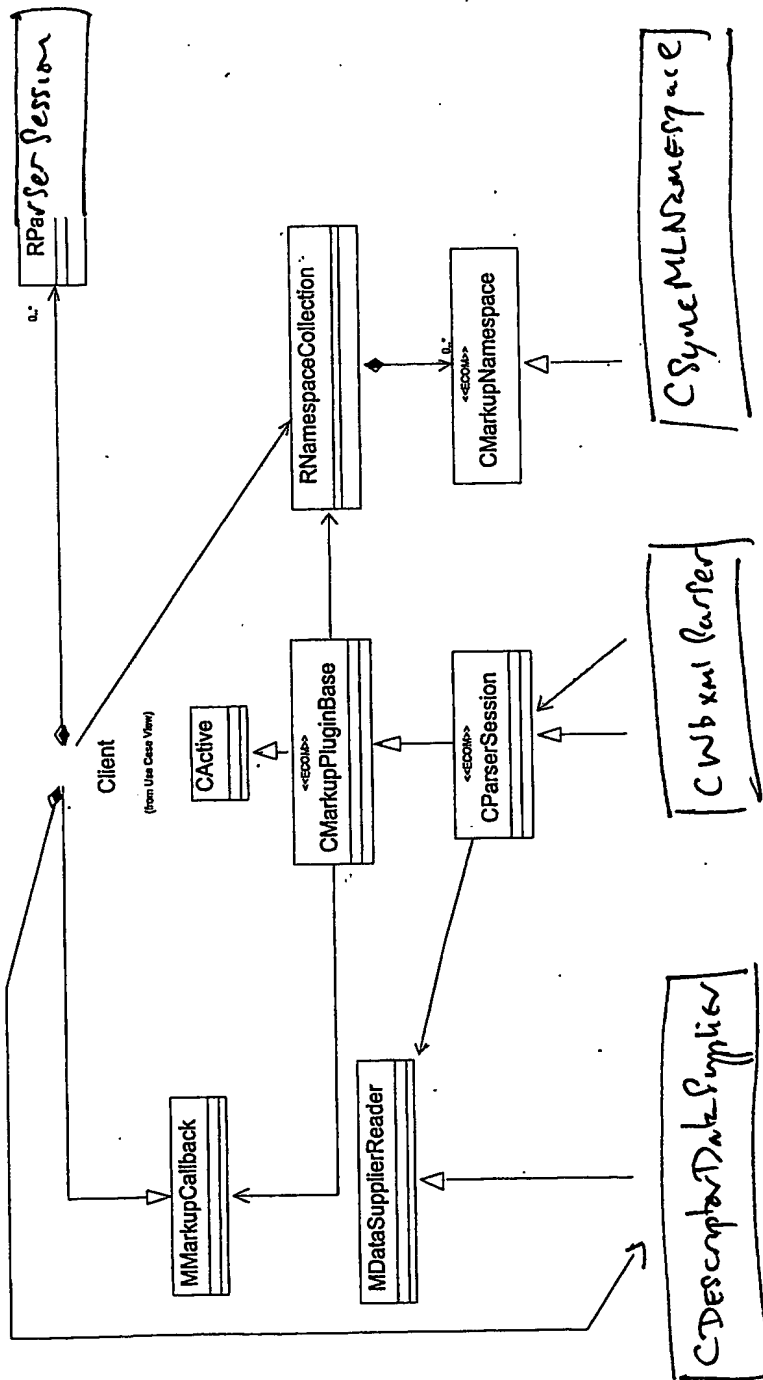 RParserSession
0..*
Client
(from Use Case View)
CActive
MMarkupCallback
<<ECOM>>
CMarkupPluginBase
RNamespaceCollection
MDataSupplierReader
<<ECOM>>
CParserSession
0..*
<<ECOM>>
CMarkupNamespace
CDescriptorDataSupplier
CWbxmlParser
CSyncMLNamespace